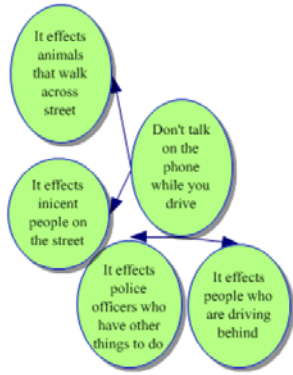 It effects
animals
that walk
across
street
Don't talk
on the
phone
while you
drive
It effects
inicent
people on
the street
It effects
police
officers who
have other
things to do
It effects
people who
are driving
behind